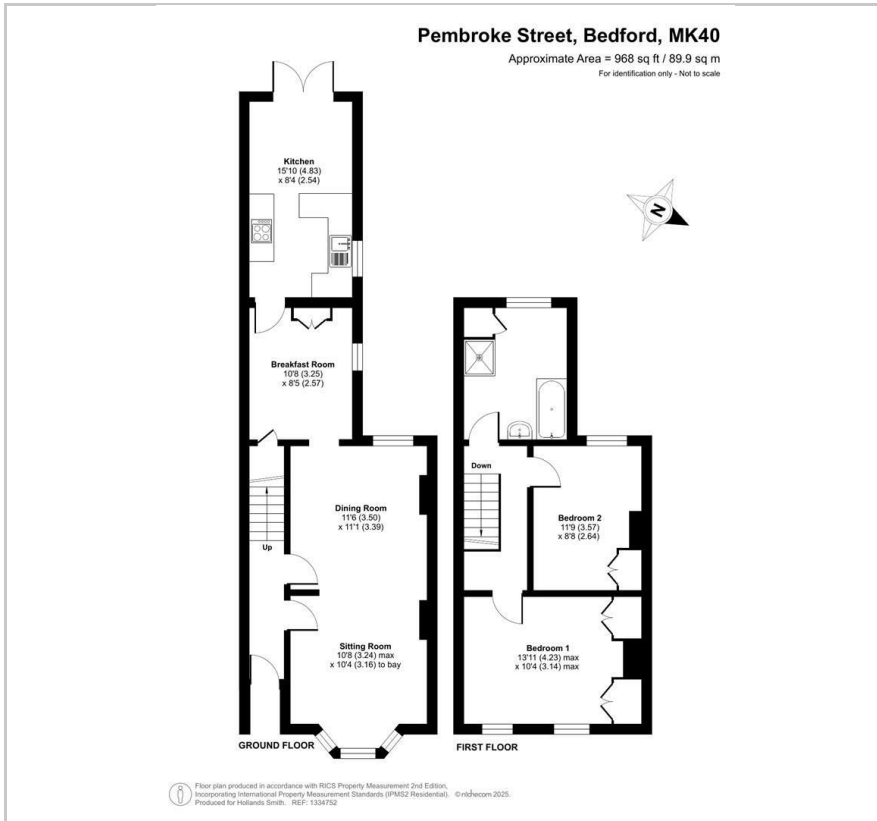 Pembroke Street, Bedford, MK40
Approximate Area = 968 sq ft / 89.9 sq m
For identification only - Not to scale
Kitchen
15'10 (4.83)
x 8'4 (2.54)
N
Breakfast Room
10'8 (3.25)
x 8'5 (2.57)
Dining Room
11'6 (3.50)
x 11'1 (3.39)
Up
Sitting Room
10'8 (3.24) max
x 10'4 (3.16) to bay
GROUND FLOOR
Down
Bedroom 2
11'9 (3.57)
x 8'8 (2.64)
Bedroom 1
13'11 (4.23) max
x 10'4 (3.14) max
FIRST FLOOR
Floor plan produced in accordance with RICS Property Measurement 2nd Edition,
Incorporating International Property Measurement Standards (IPMS2 Residential). © nichecom 2025.
Produced for Hollands Smith. REF: 1334752